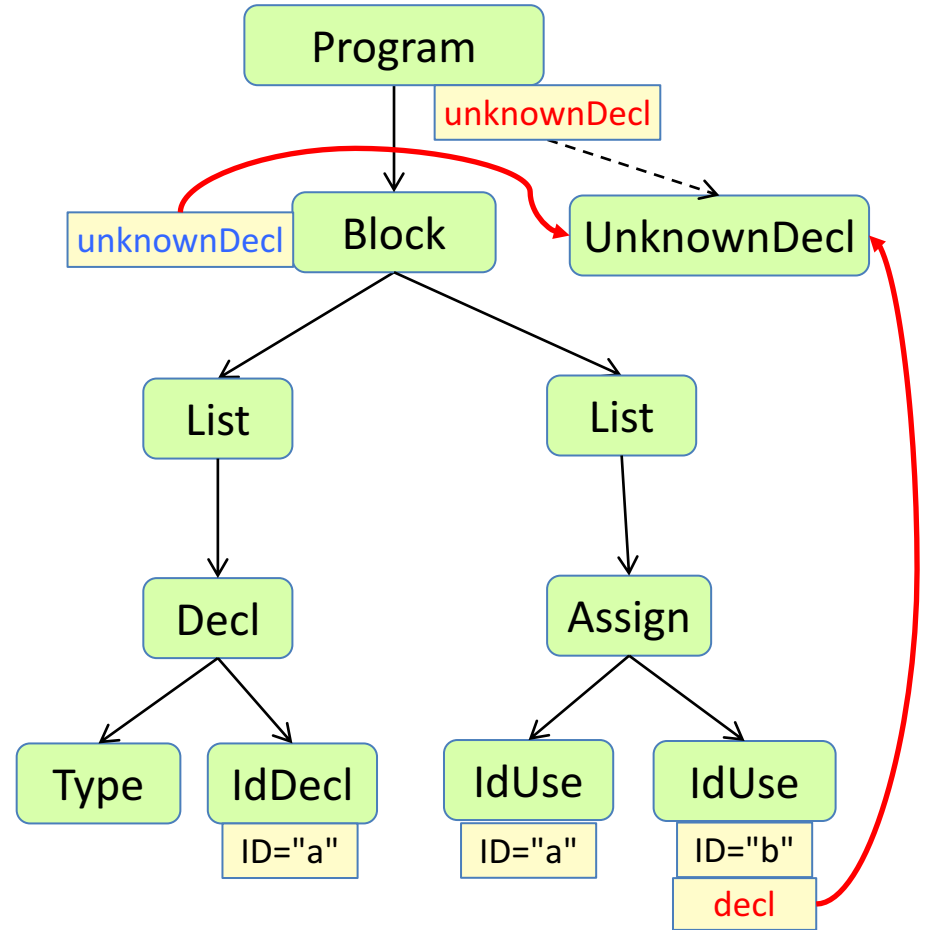 Program
unknownDecl
unknownDecl
Block
UnknownDecl
List
List
Decl
Assign
Type
IdDecl
IdUse
IdUse
ID="a"
ID="a"
ID="b"
decl